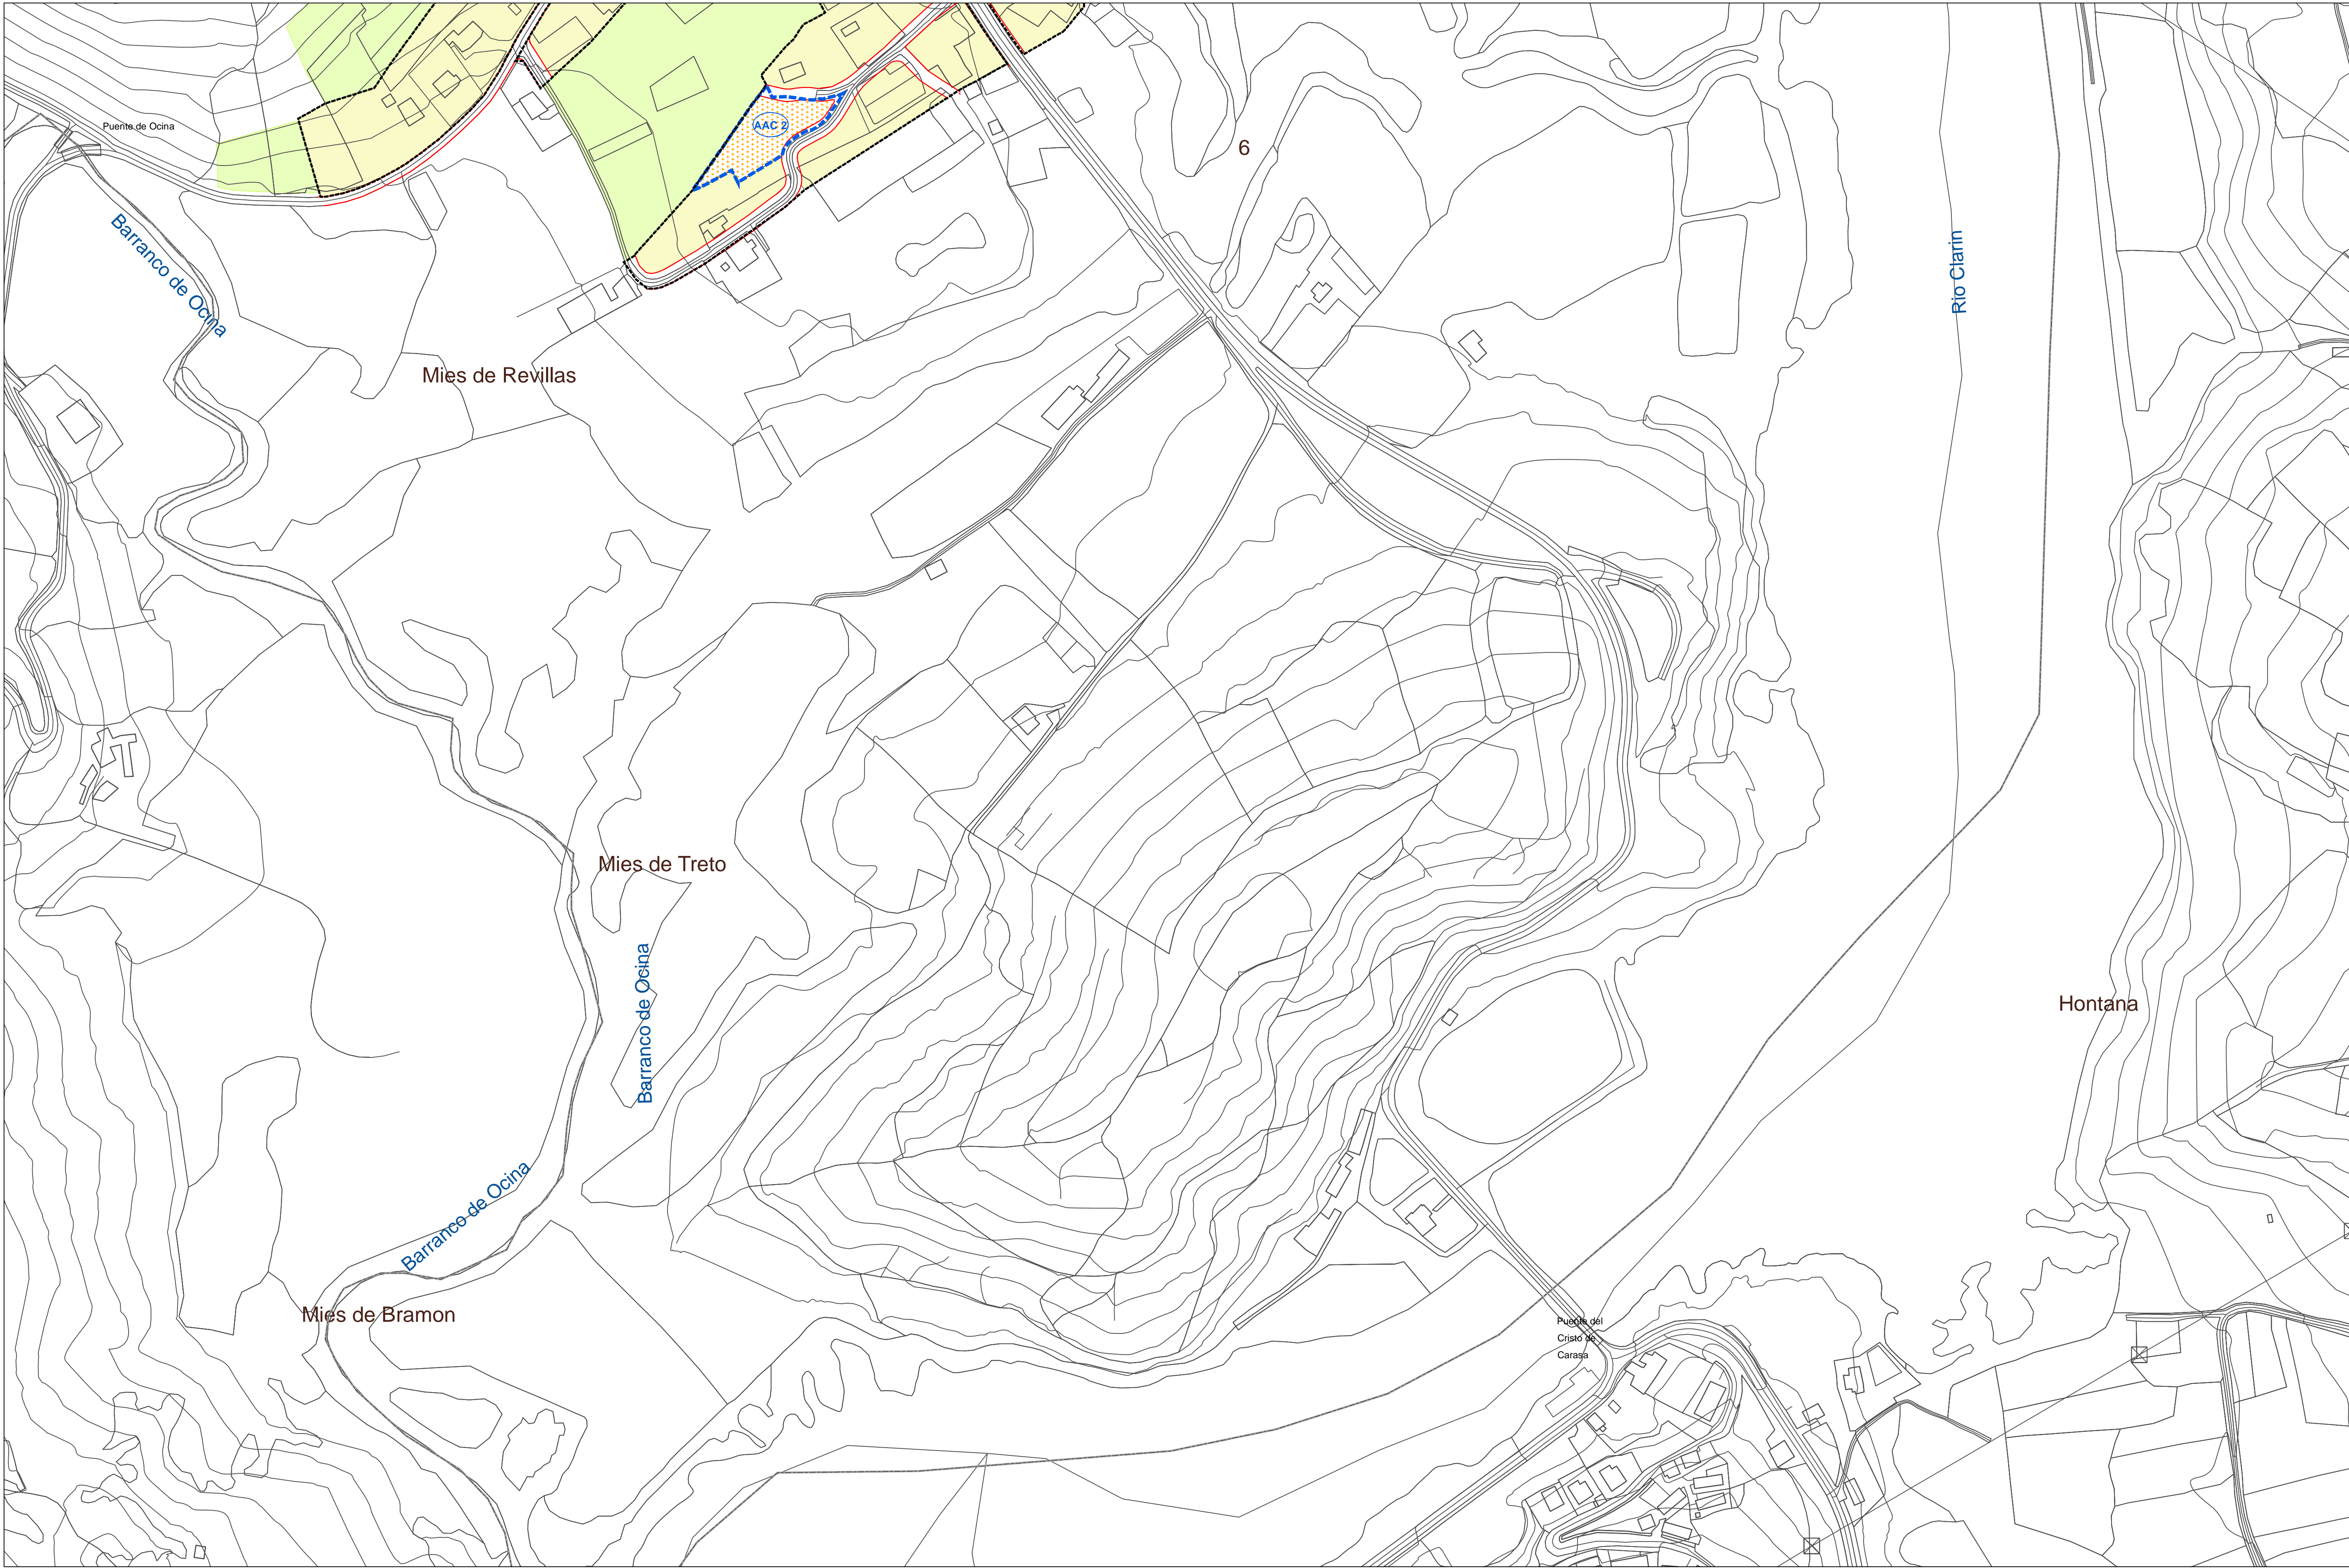 Puente de Ocina
AAC 2
6
Barranco de Ocina
Rio Clarin
Mies de Revillas
Mies de Treto
Barranco de Ocina
Hontana
Barranco de Ocina
Mies de Bramon
Puente del
Cristo de
Carasa